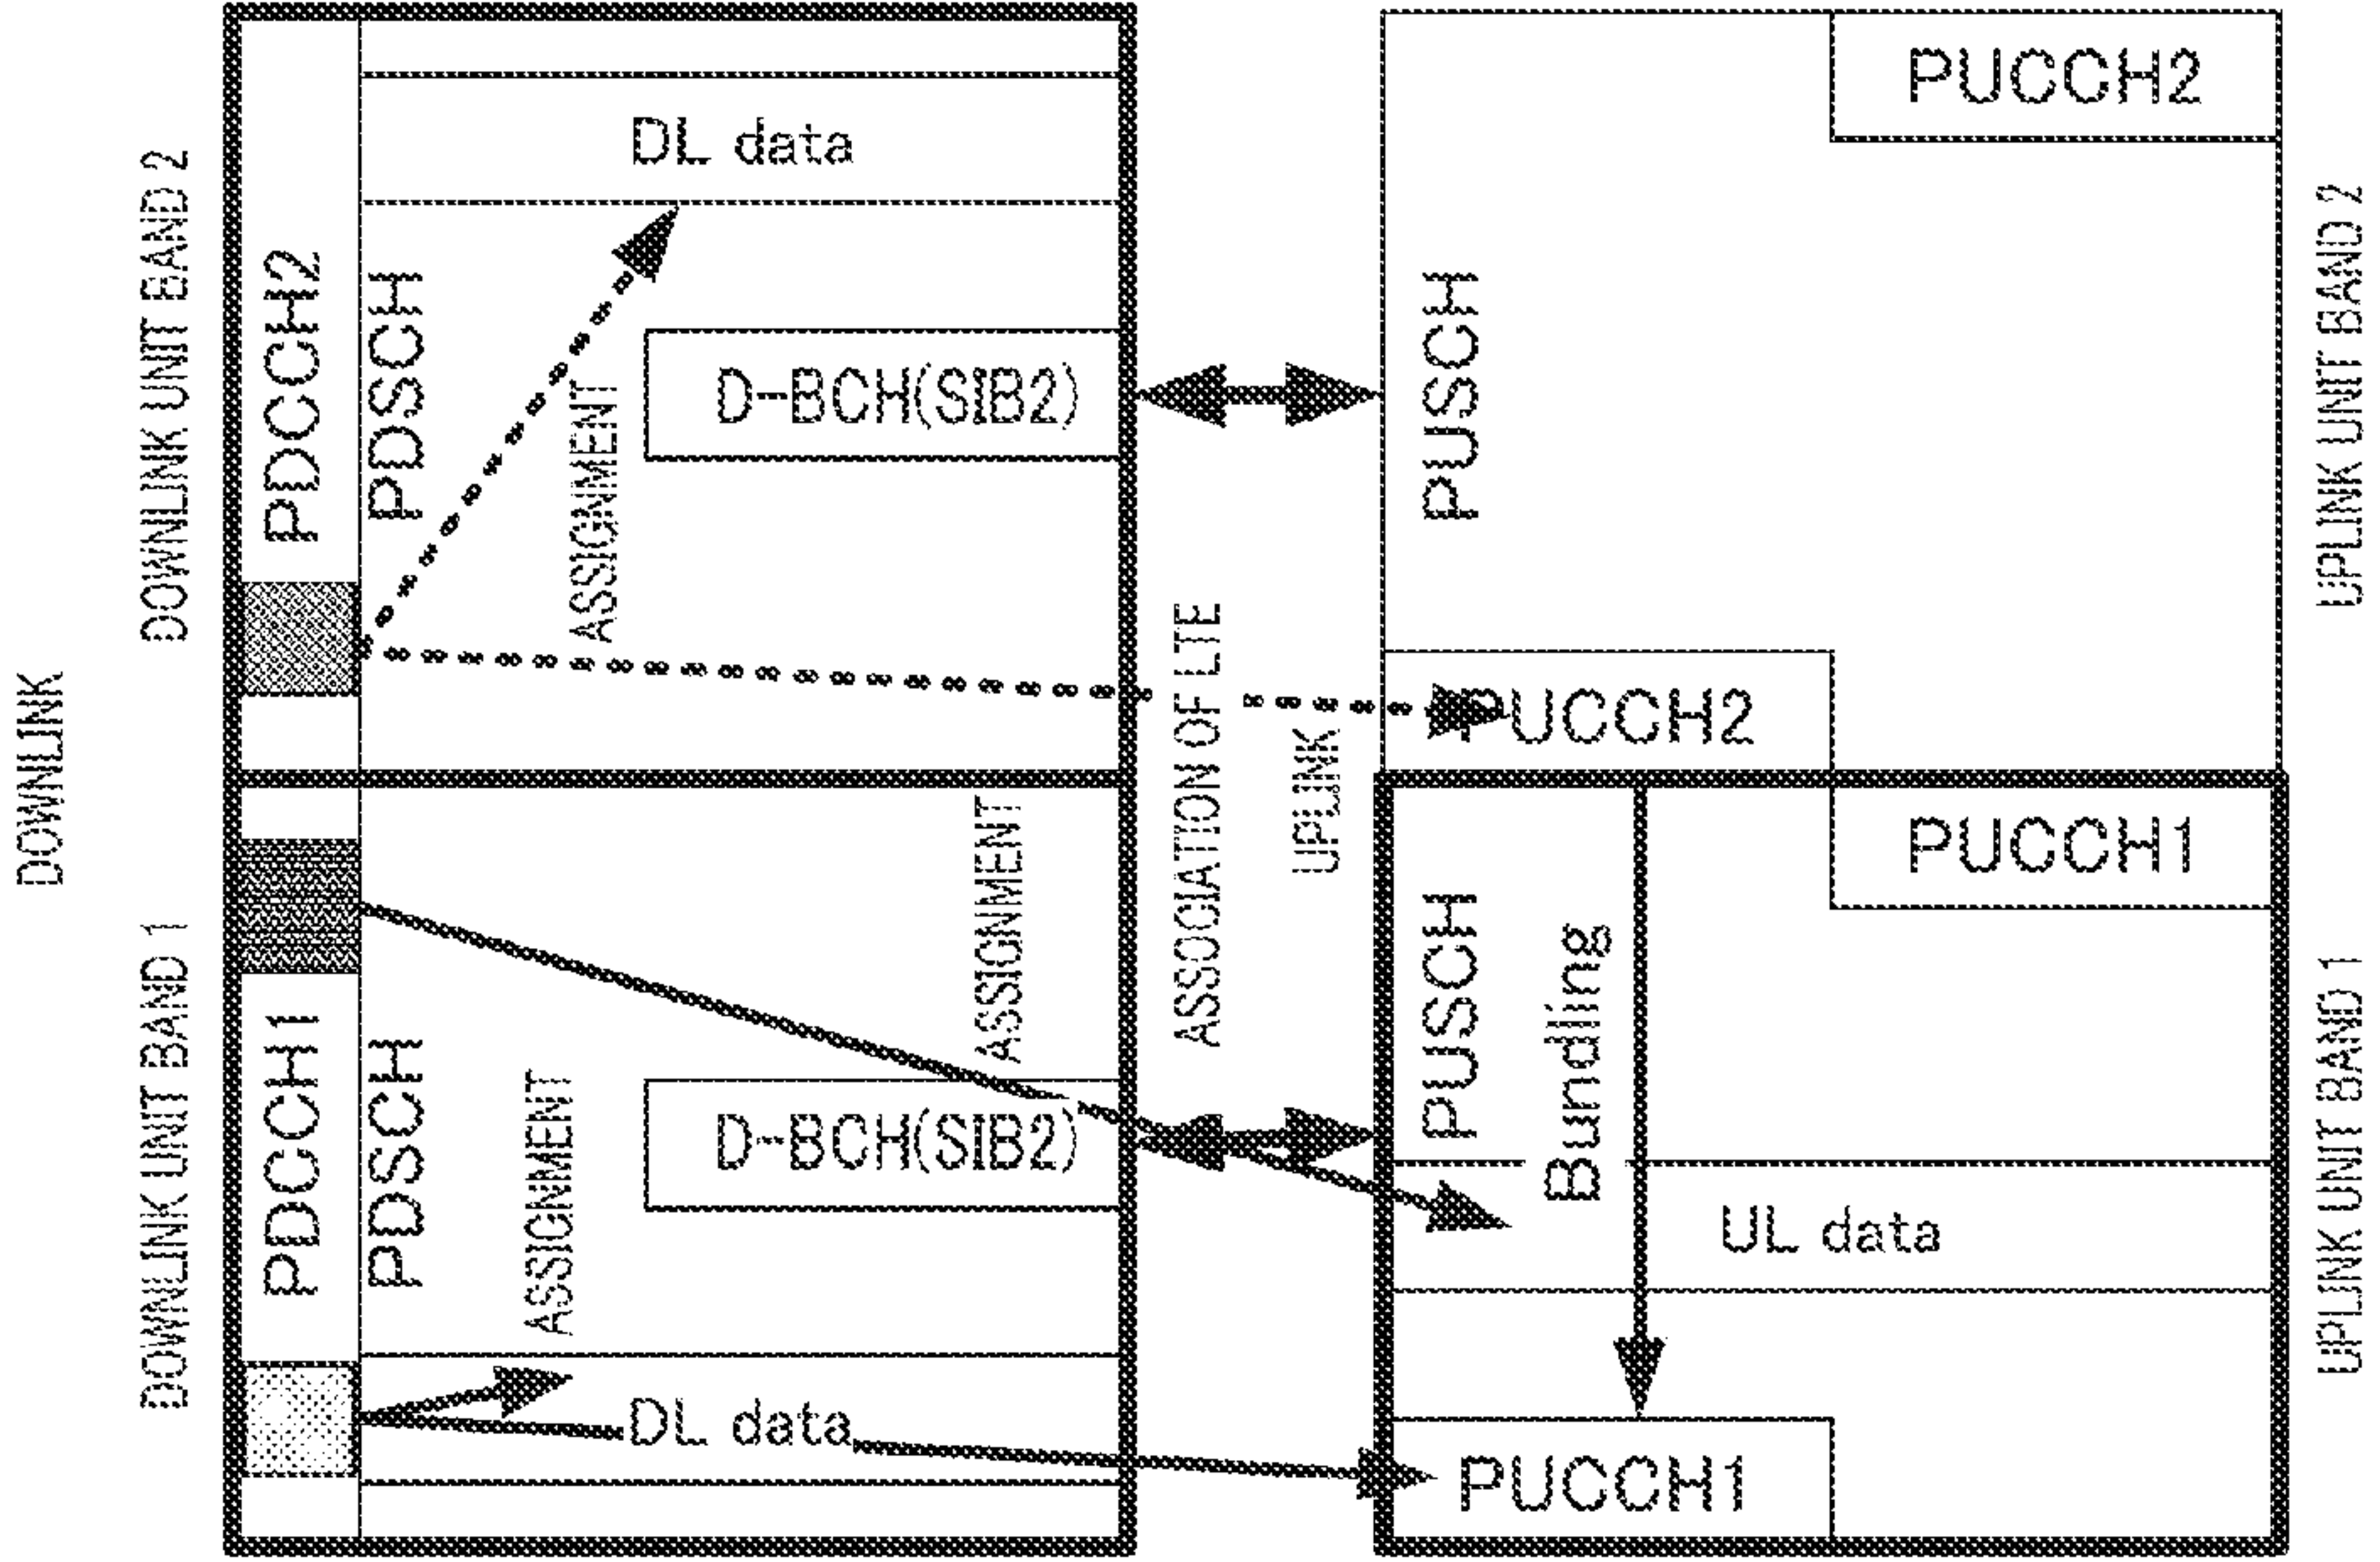 DOWNLINK
DOWNLINK UNIT BAND 2
PDCCH2
PDSCH
DL data
ASSIGNMENT
D-BCH(SIB2)
DOWNLINK UNIT BAND 1
PDCCH1
PDSCH
ASSIGNMENT
ASSIGNMENT
D-BCH(SIB2)
DL data
ASSOCIATION OF LTE
UPLINK
PUCCH2
PUSCH
PUCCH2
UPLINK UNIT BAND 2
PUCCH1
PUSCH
Bundling
UL data
PUCCH1
UPLINK UNIT BAND 1